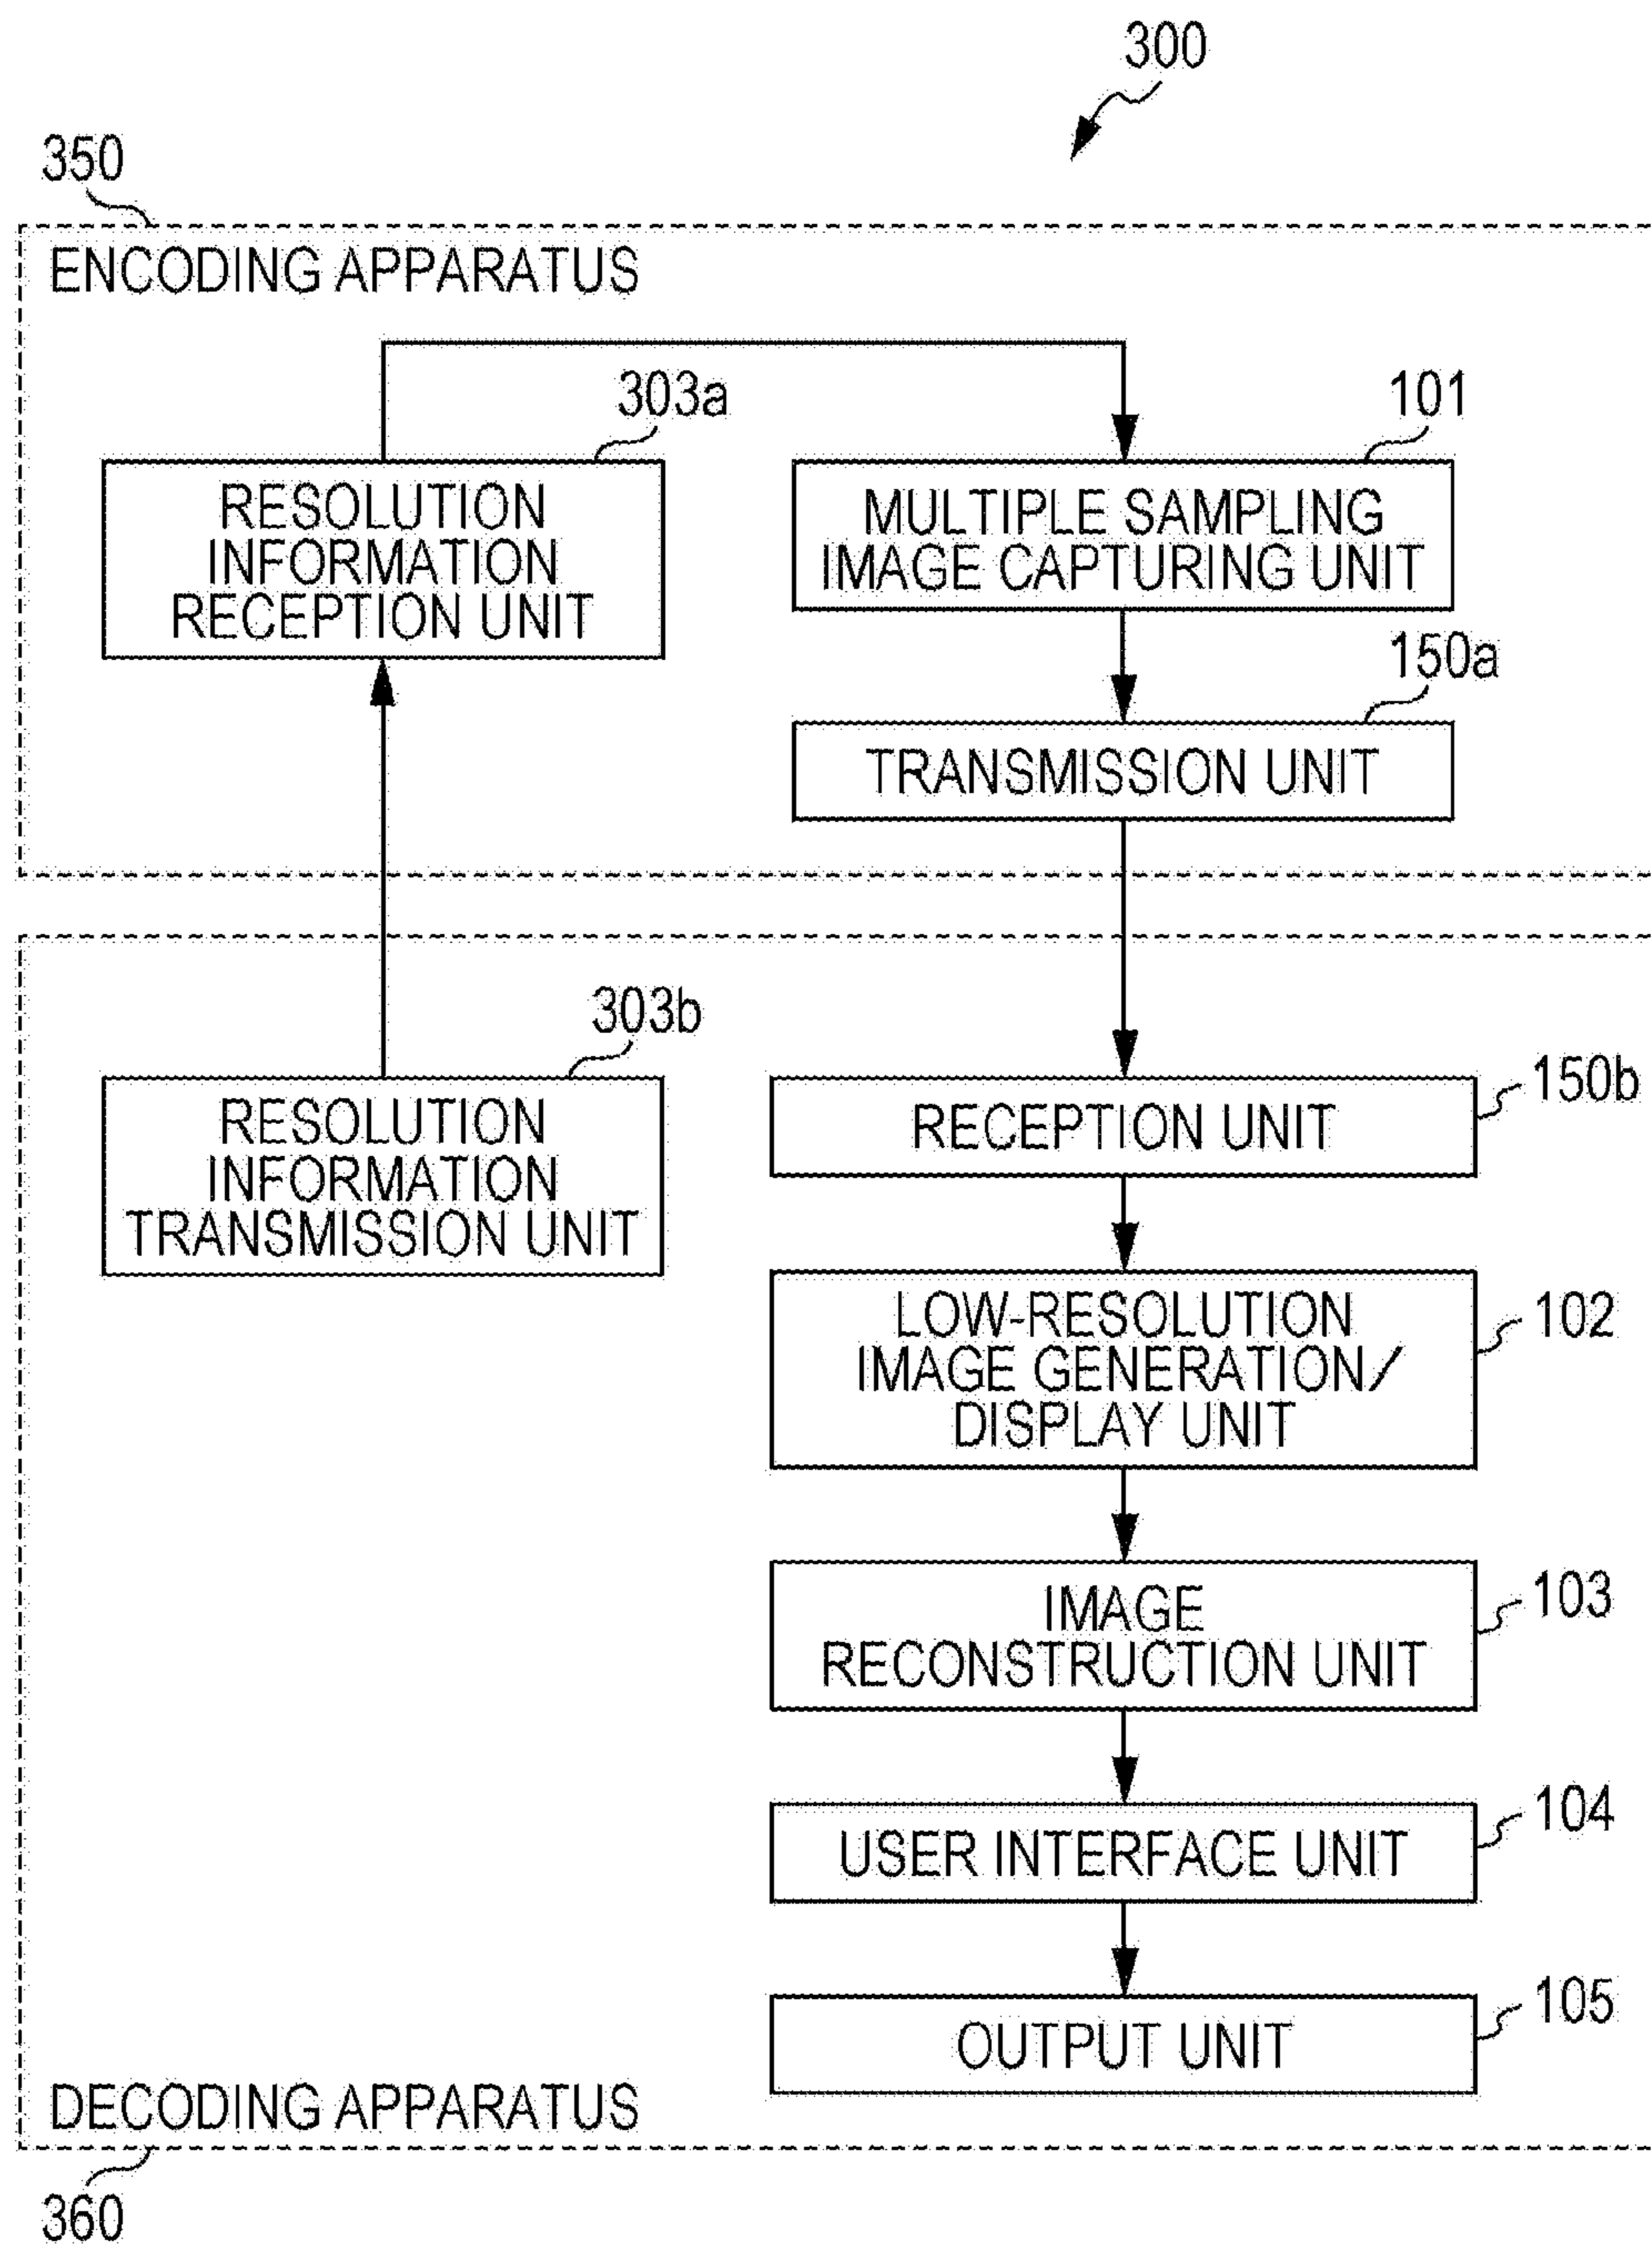 300
350
ENCODING APPARATUS
303a
101
RESOLUTION
INFORMATION
RECEPTION UNIT
MULTIPLE SAMPLING
IMAGE CAPTURING UNIT
150a
TRANSMISSION UNIT
303b
RESOLUTION
INFORMATION
TRANSMISSION UNIT
150b
RECEPTION UNIT
LOW-RESOLUTION
IMAGE GENERATION/
DISPLAY UNIT
102
IMAGE
RECONSTRUCTION UNIT
103
USER INTERFACE UNIT
104
OUTPUT UNIT
105
DECODING APPARATUS
360